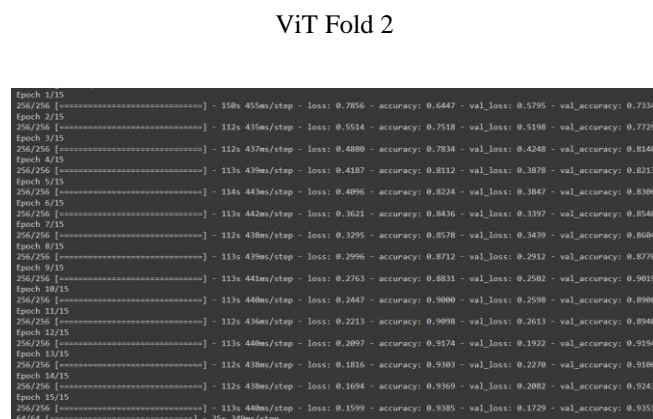 ViT Fold 2
Epoch 1/15
256/256 [==============================] - 150s 455ms/step - loss: 0.7856 - accuracy: 0.6447 - val_loss: 0.5795 - val_accuracy: 0.7334
Epoch 2/15
256/256 [==============================] - 112s 435ms/step - loss: 0.5514 - accuracy: 0.7518 - val_loss: 0.5198 - val_accuracy: 0.7729
Epoch 3/15
256/256 [==============================] - 112s 437ms/step - loss: 0.4880 - accuracy: 0.7834 - val_loss: 0.4248 - val_accuracy: 0.8140
Epoch 4/15
256/256 [==============================] - 113s 439ms/step - loss: 0.4187 - accuracy: 0.8112 - val_loss: 0.3878 - val_accuracy: 0.8213
Epoch 5/15
256/256 [==============================] - 114s 443ms/step - loss: 0.4096 - accuracy: 0.8224 - val_loss: 0.3847 - val_accuracy: 0.8306
Epoch 6/15
256/256 [==============================] - 113s 442ms/step - loss: 0.3621 - accuracy: 0.8436 - val_loss: 0.3397 - val_accuracy: 0.8540
Epoch 7/15
256/256 [==============================] - 112s 438ms/step - loss: 0.3295 - accuracy: 0.8578 - val_loss: 0.3439 - val_accuracy: 0.8604
Epoch 8/15
256/256 [==============================] - 113s 439ms/step - loss: 0.2996 - accuracy: 0.8712 - val_loss: 0.2912 - val_accuracy: 0.8770
Epoch 9/15
256/256 [==============================] - 113s 441ms/step - loss: 0.2763 - accuracy: 0.8831 - val_loss: 0.2502 - val_accuracy: 0.9019
Epoch 10/15
256/256 [==============================] - 113s 440ms/step - loss: 0.2447 - accuracy: 0.9000 - val_loss: 0.2598 - val_accuracy: 0.8906
Epoch 11/15
256/256 [==============================] - 112s 436ms/step - loss: 0.2213 - accuracy: 0.9098 - val_loss: 0.2613 - val_accuracy: 0.8940
Epoch 12/15
256/256 [==============================] - 113s 440ms/step - loss: 0.2097 - accuracy: 0.9174 - val_loss: 0.1922 - val_accuracy: 0.9194
Epoch 13/15
256/256 [==============================] - 112s 438ms/step - loss: 0.1816 - accuracy: 0.9303 - val_loss: 0.2270 - val_accuracy: 0.9106
Epoch 14/15
256/256 [==============================] - 112s 438ms/step - loss: 0.1694 - accuracy: 0.9369 - val_loss: 0.2082 - val_accuracy: 0.9243
Epoch 15/15
256/256 [==============================] - 113s 440ms/step - loss: 0.1599 - accuracy: 0.9385 - val_loss: 0.1729 - val_accuracy: 0.9351
64/64 [==============================] - 25s 349ms/step